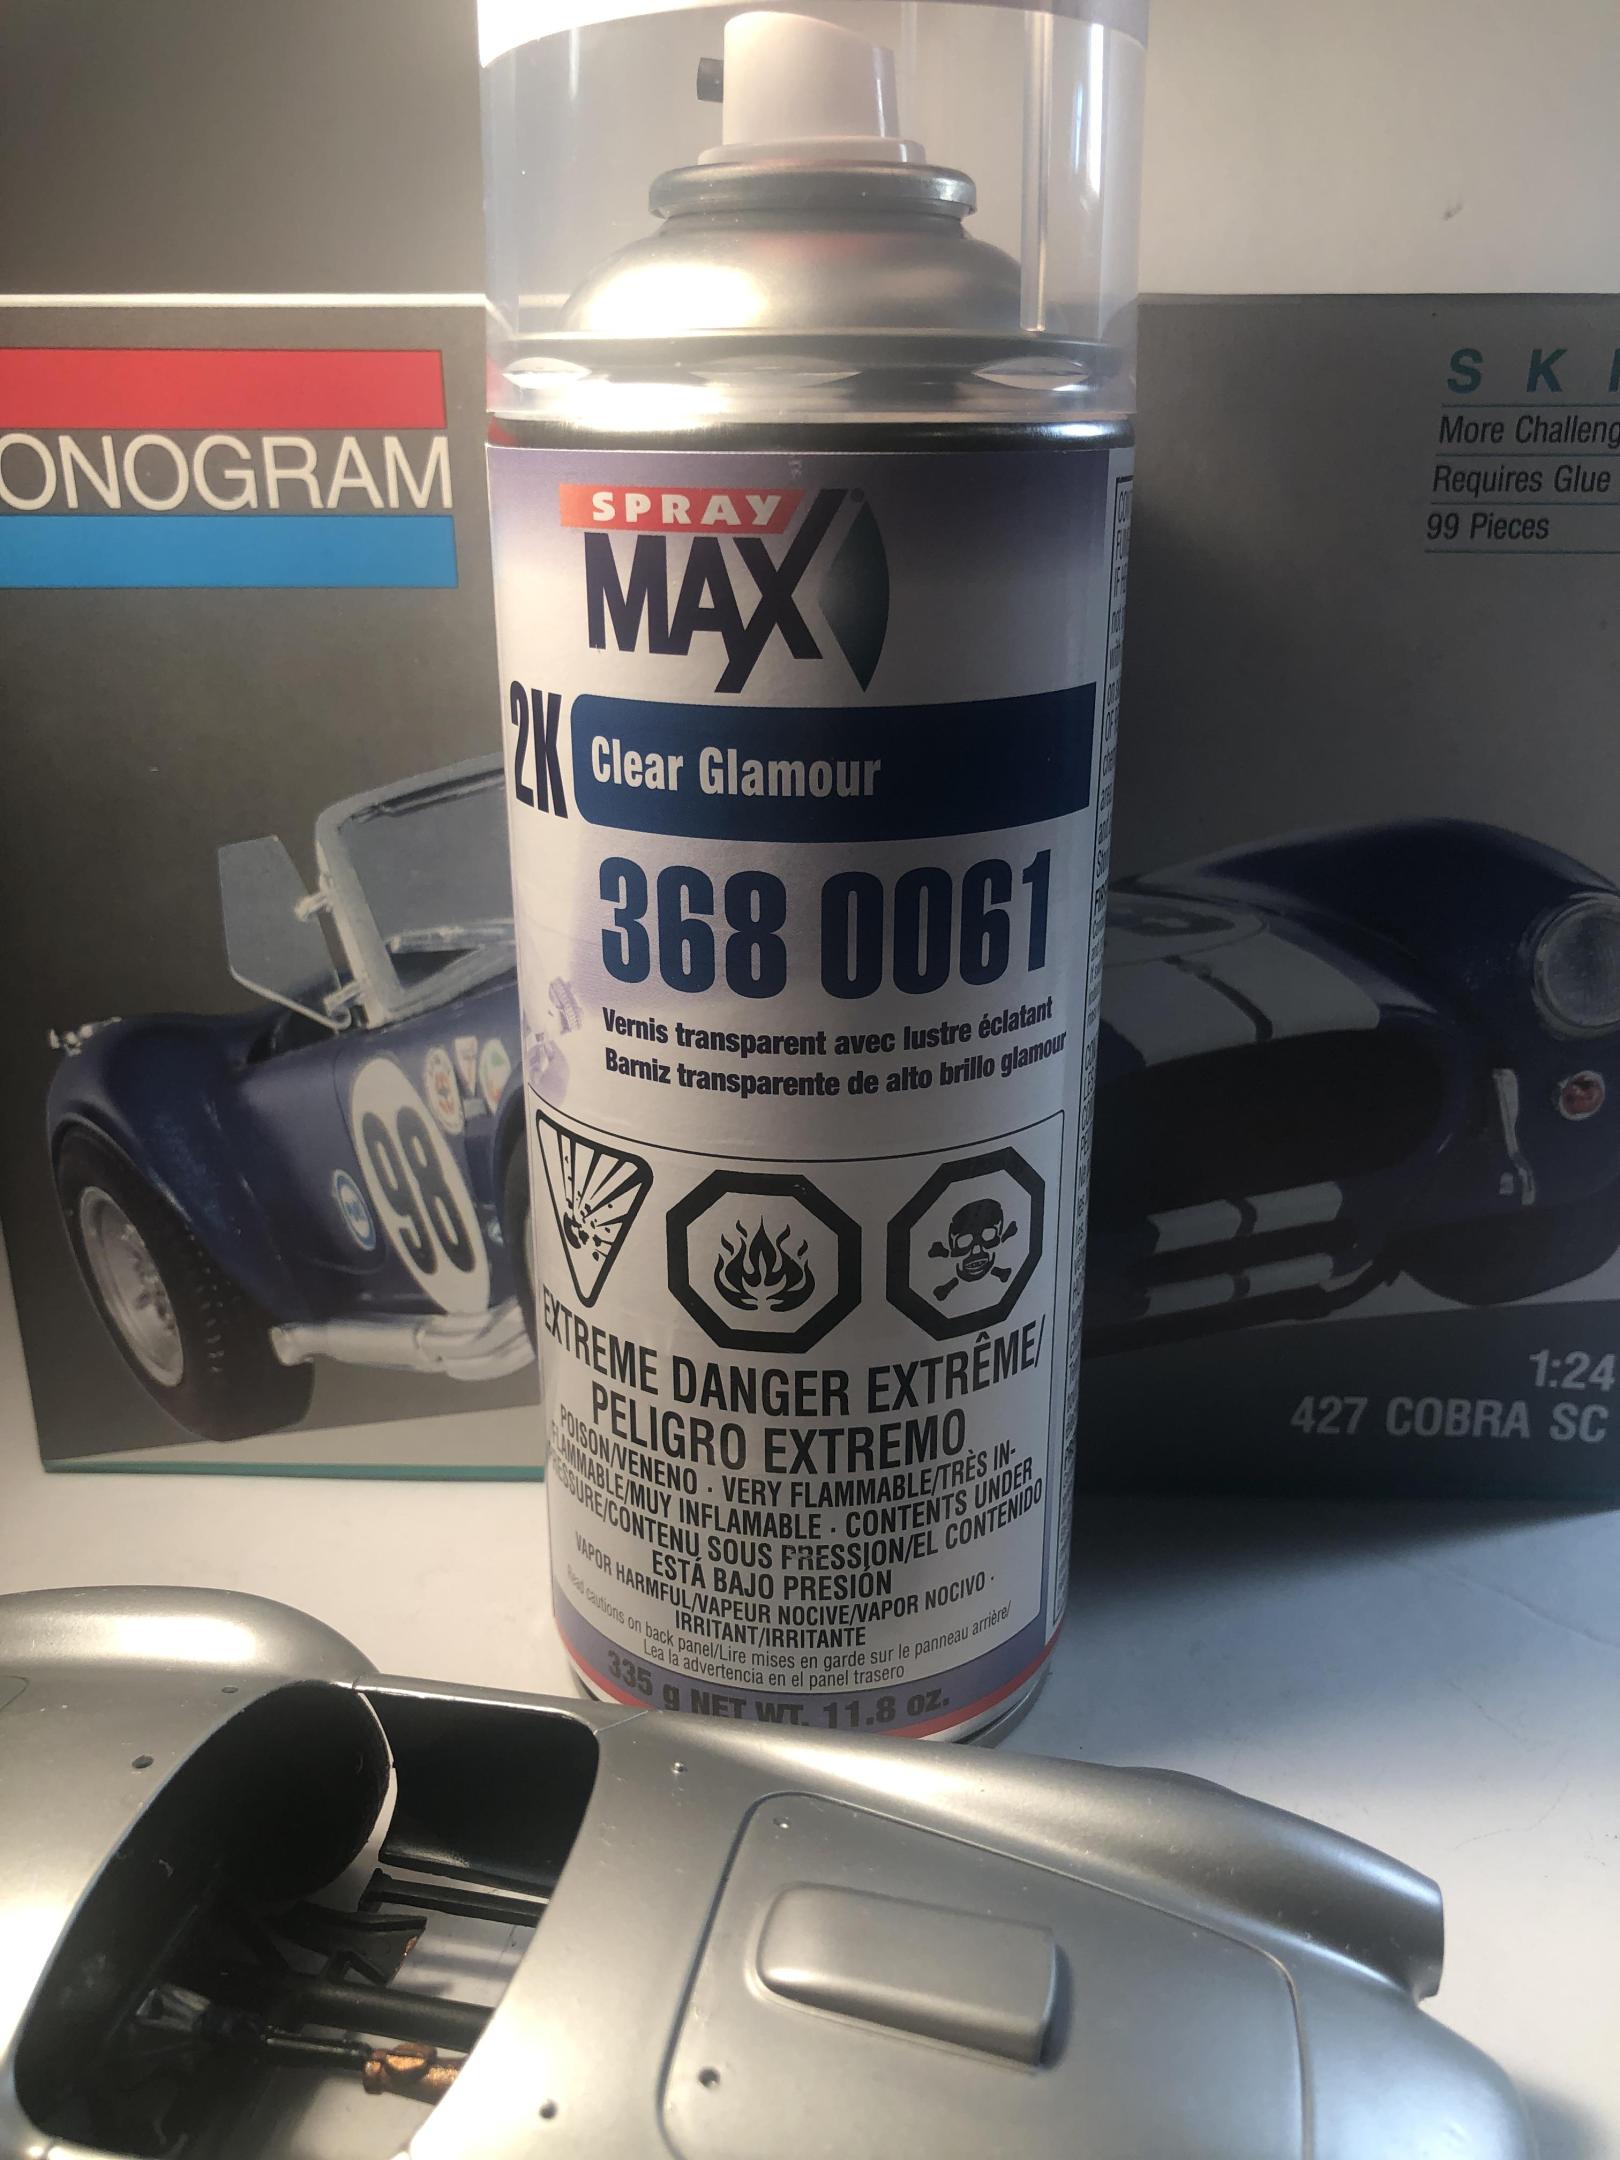 ONOGRAM
S K
More Challeng
Requires Glue
99 Pieces
SPRAY
MAX
2K Clear Glamour
368 0061
Vernis transparent avec lustre éclatant
Barniz transparente de alto brillo glamour
98
EXTREME DANGER EXTRÊME/
PELIGRO EXTREMO
POISON/VENENO · VERY FLAMMABLE/TRÈS IN-
FLAMMABLE/MUY INFLAMABLE · CONTENTS UNDER
ESSURE/CONTENU SOUS PRESSION/EL CONTENIDO
ESTÁ BAJO PRESIÓN
VAPOR HARMFUL/VAPEUR NOCIVE/VAPOR NOCIVO ·
IRRITANT/IRRITANTE
Read cautions on back panel/Lire mises en garde sur le panneau arrière/
Lea la advertencia en el panel trasero
335 g NET WT. 11.8 oz.
1:24
427 COBRA SC